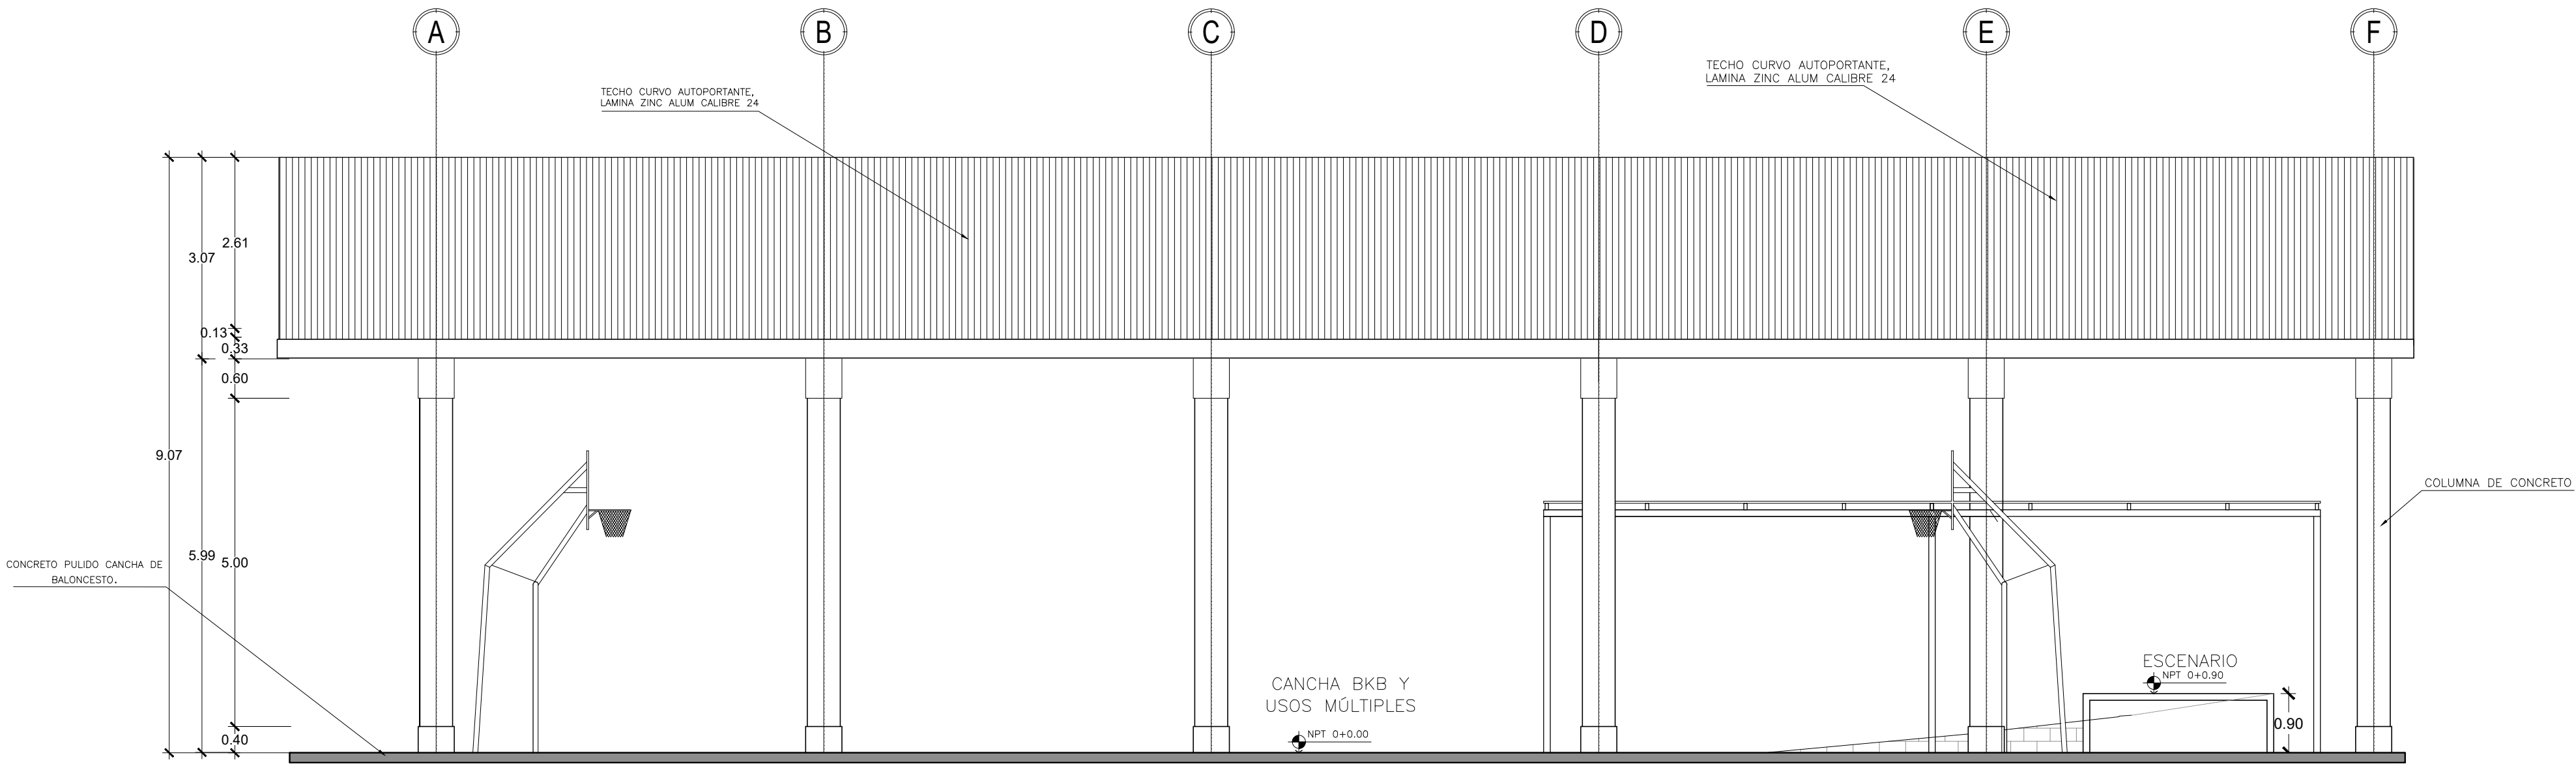 A
B
C
D
E
F
TECHO CURVO AUTOPORTANTE,
LAMINA ZINC ALUM CALIBRE 24
TECHO CURVO AUTOPORTANTE,
LAMINA ZINC ALUM CALIBRE 24
2.61
3.07
0.13
0.33
0.60
9.07
5.99
5.00
0.40
CONCRETO PULIDO CANCHA DE
BALONCESTO.
COLUMNA DE CONCRETO
CANCHA BKB Y
USOS MÚLTIPLES
NPT 0+0.00
ESCENARIO
NPT 0+0.90
0.90